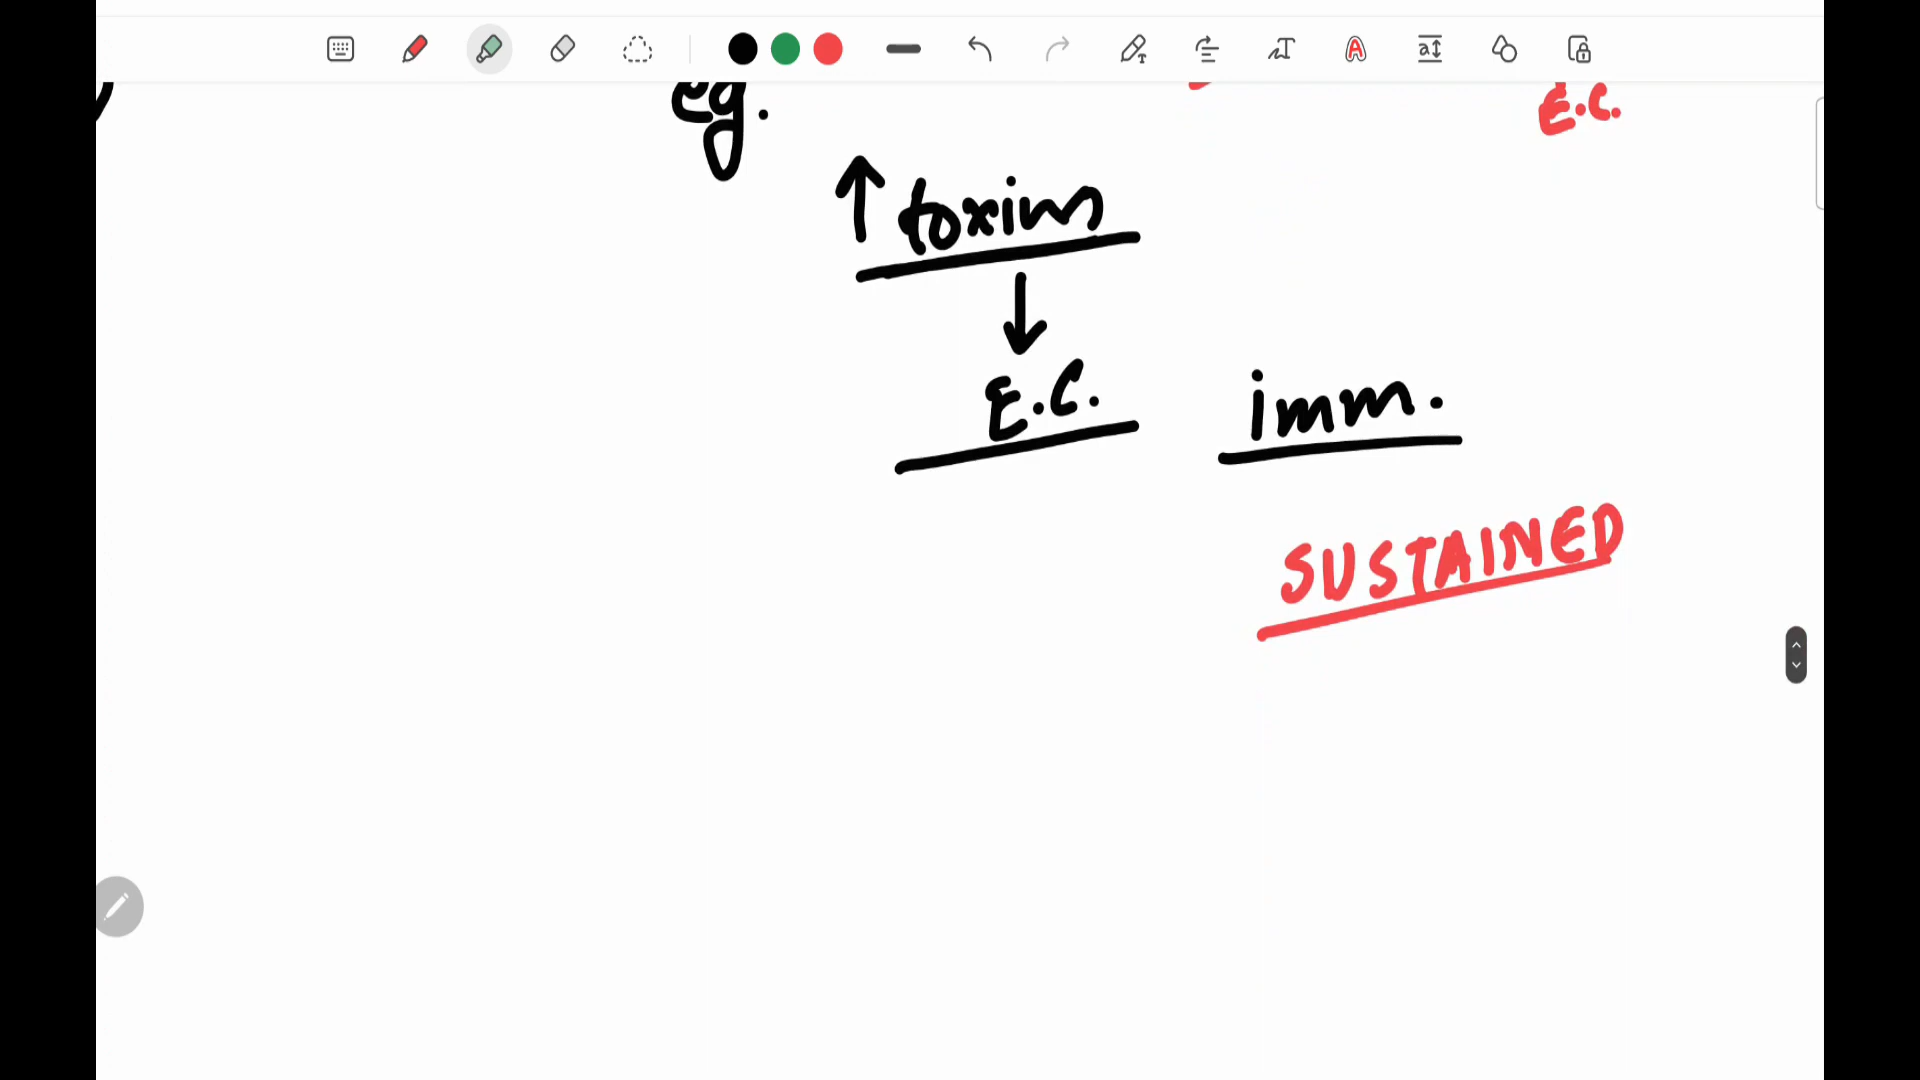 eg.
E.C.
↑ toxins
↓
E.C. imm.
SUSTAINED